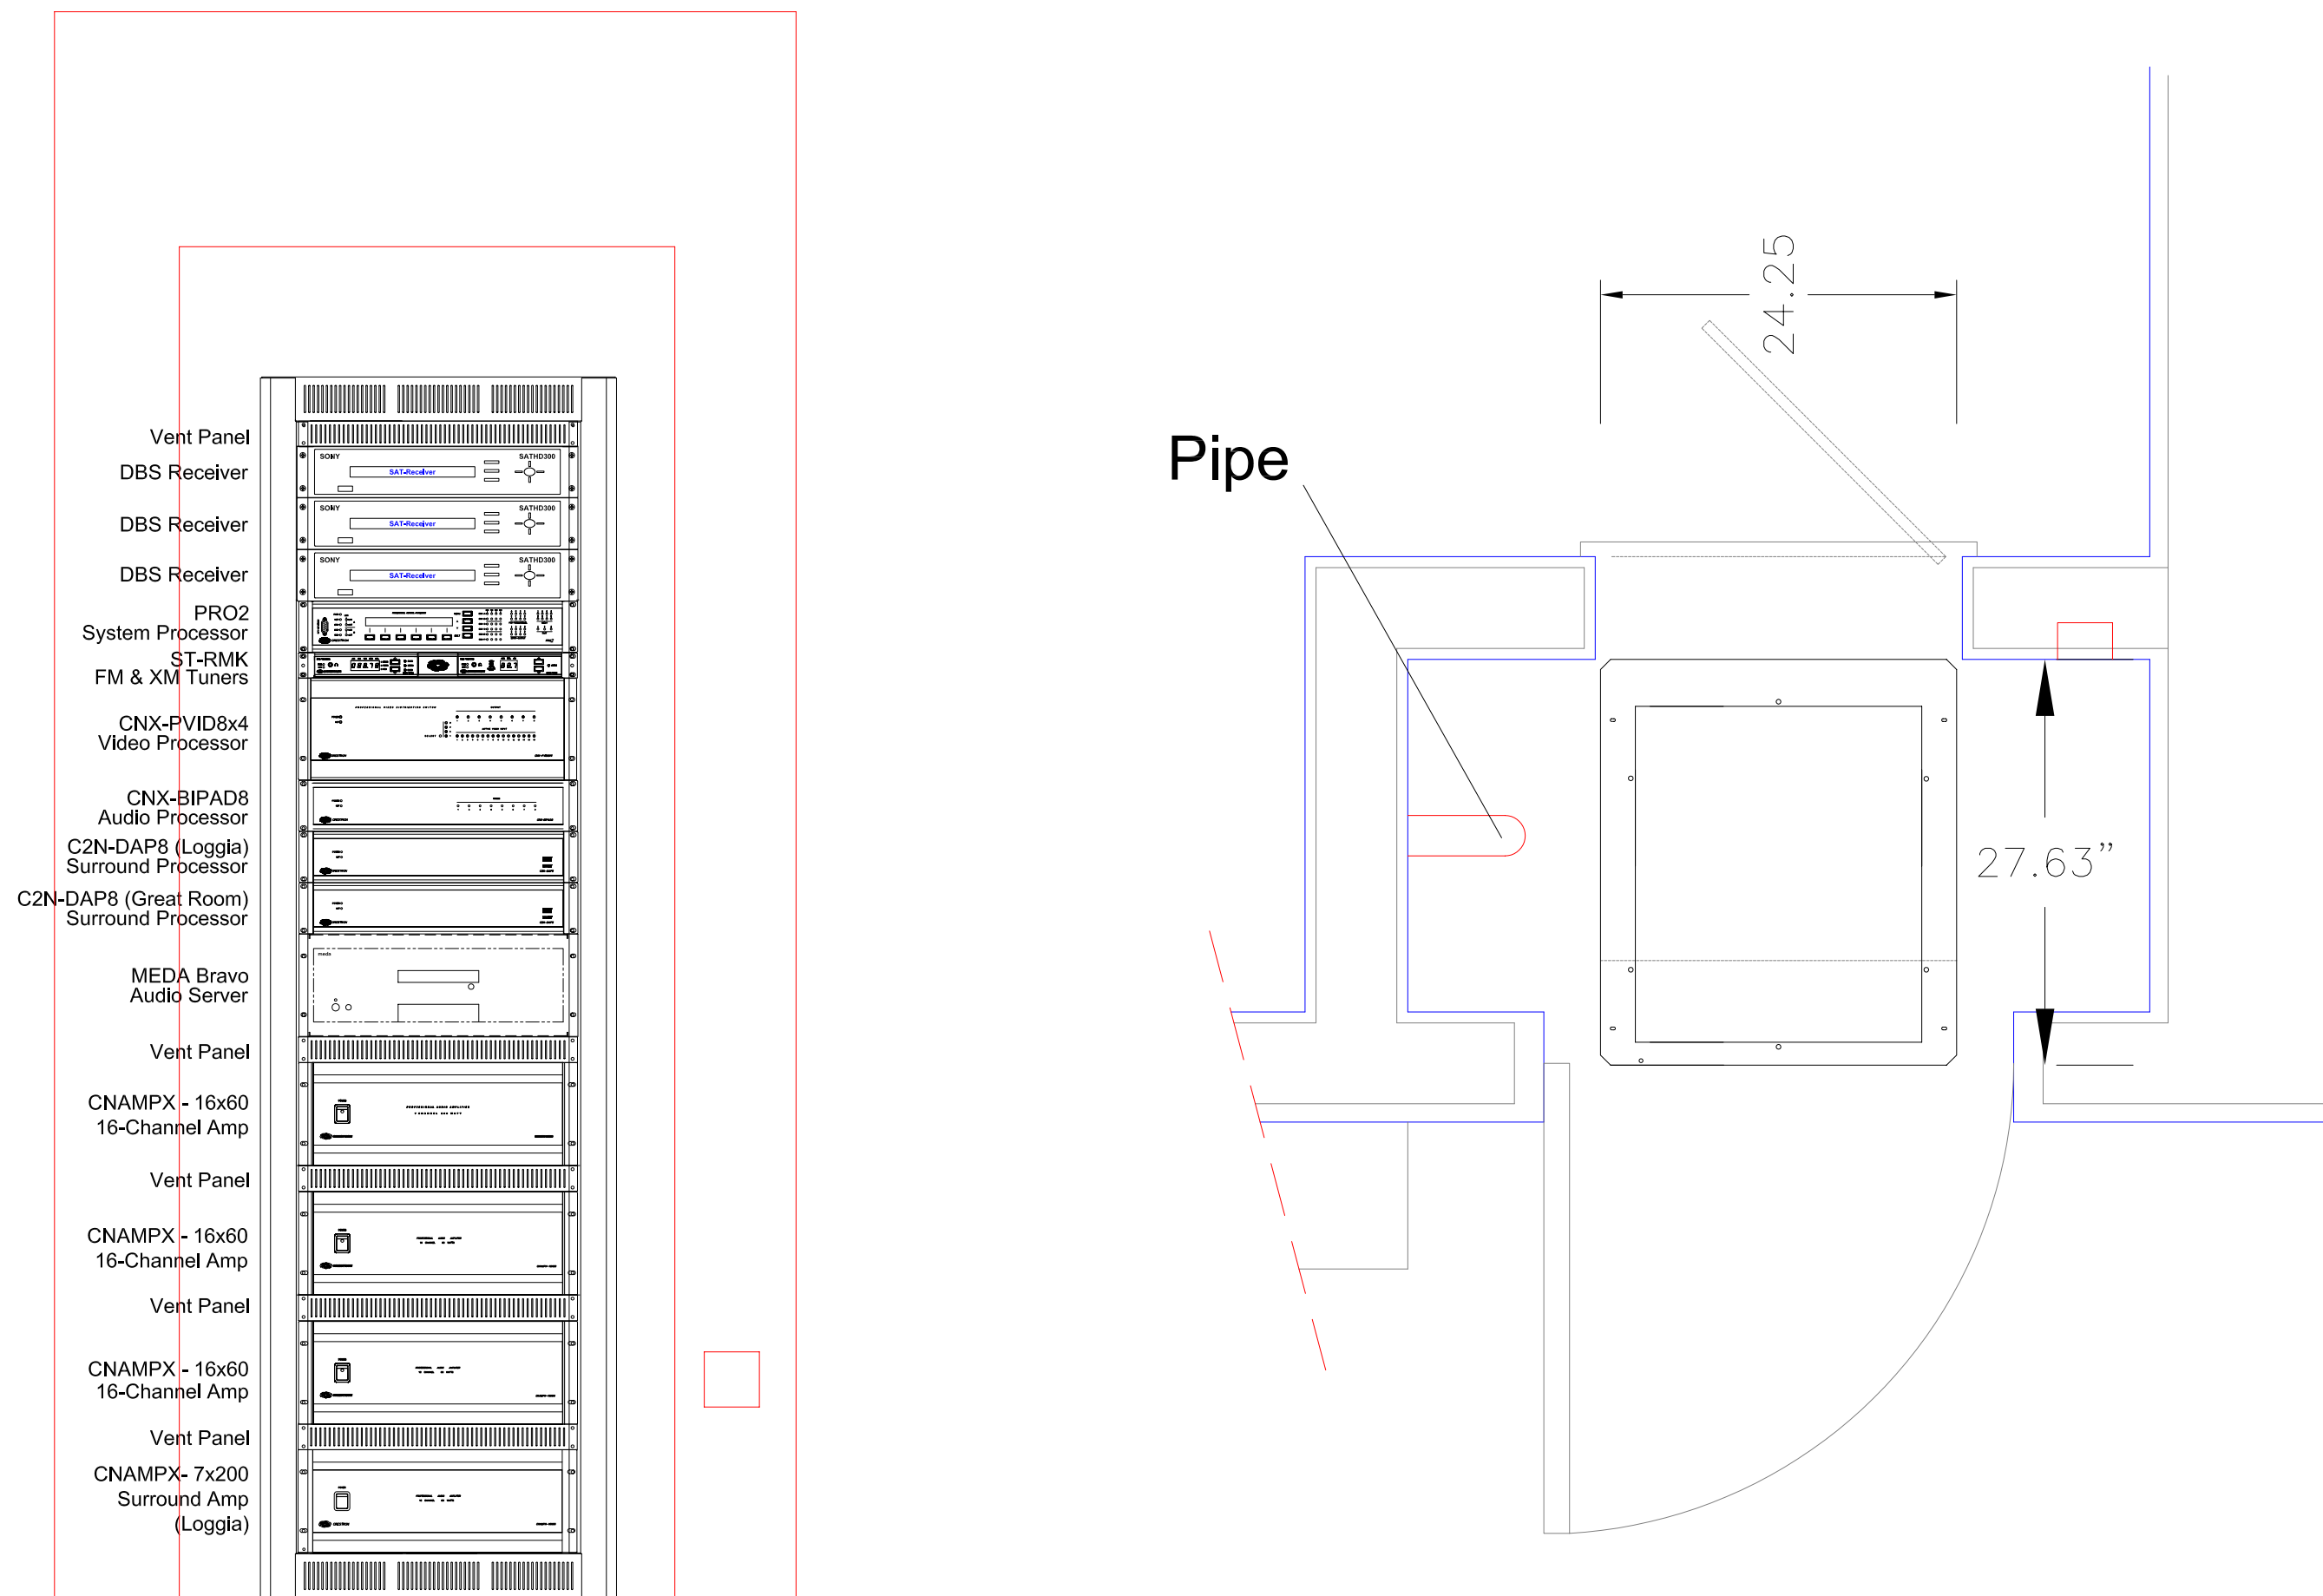 Vent Panel
SONY
SATHD300
SAT-Receiver
DBS Receiver
SONY
SATHD300
SAT-Receiver
DBS Receiver
SONY
SATHD300
SAT-Receiver
DBS Receiver
PRO2
System Processor
ST-RMK
FM & XM Tuners
CNX-PVID8x4
Video Processor
CNX-BIPAD8
Audio Processor
C2N-DAP8 (Loggia)
Surround Processor
C2N-DAP8 (Great Room)
Surround Processor
meda
MEDA Bravo
Audio Server
Vent Panel
CNAMPX - 16x60
16-Channel Amp
Vent Panel
CNAMPX - 16x60
16-Channel Amp
Vent Panel
CNAMPX - 16x60
16-Channel Amp
Vent Panel
CNAMPX- 7x200
Surround Amp
(Loggia)
24.25
Pipe
27.63”